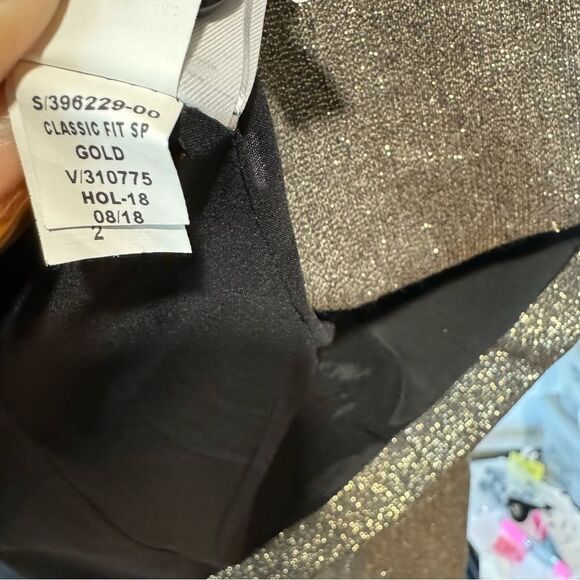 S/396229-00
CLASSIC FIT SP
GOLD
V/310775
HOL-18
08/18
2